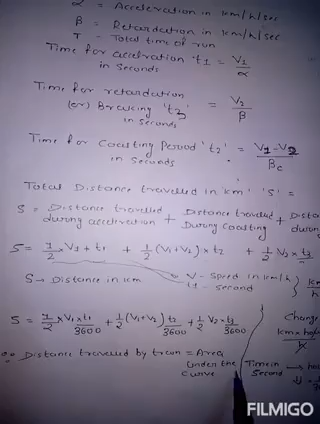 α = Acceleration in km/h/sec
β = Retardation in km/h/sec
T - Total time of run
Time for acclration t1 = V1/α
in seconds
Time for retardation = V2/β
(or) Braking 't3'
in seconds
Time for Coasting Period 't2' = V1-V2/βc
in seconds
Total Distance travelled in km 'S' =
S = Distance travelled during acceleration + Distance travelled during coasting +
S = 1/2 × V1 × t1 + 1/2 (V1+V2) × t2 + 1/2 V2 × t3
S → Distance in km
V - Speed in km/h
t1 - second
S = 1/2 × V1 × t1/3600 + 1/2 (V1+V2) t2/3600 + 1/2 V2 × t3/3600
Change
Distance travelled by train = Area under the curve
Time in Second →
FILMIGO